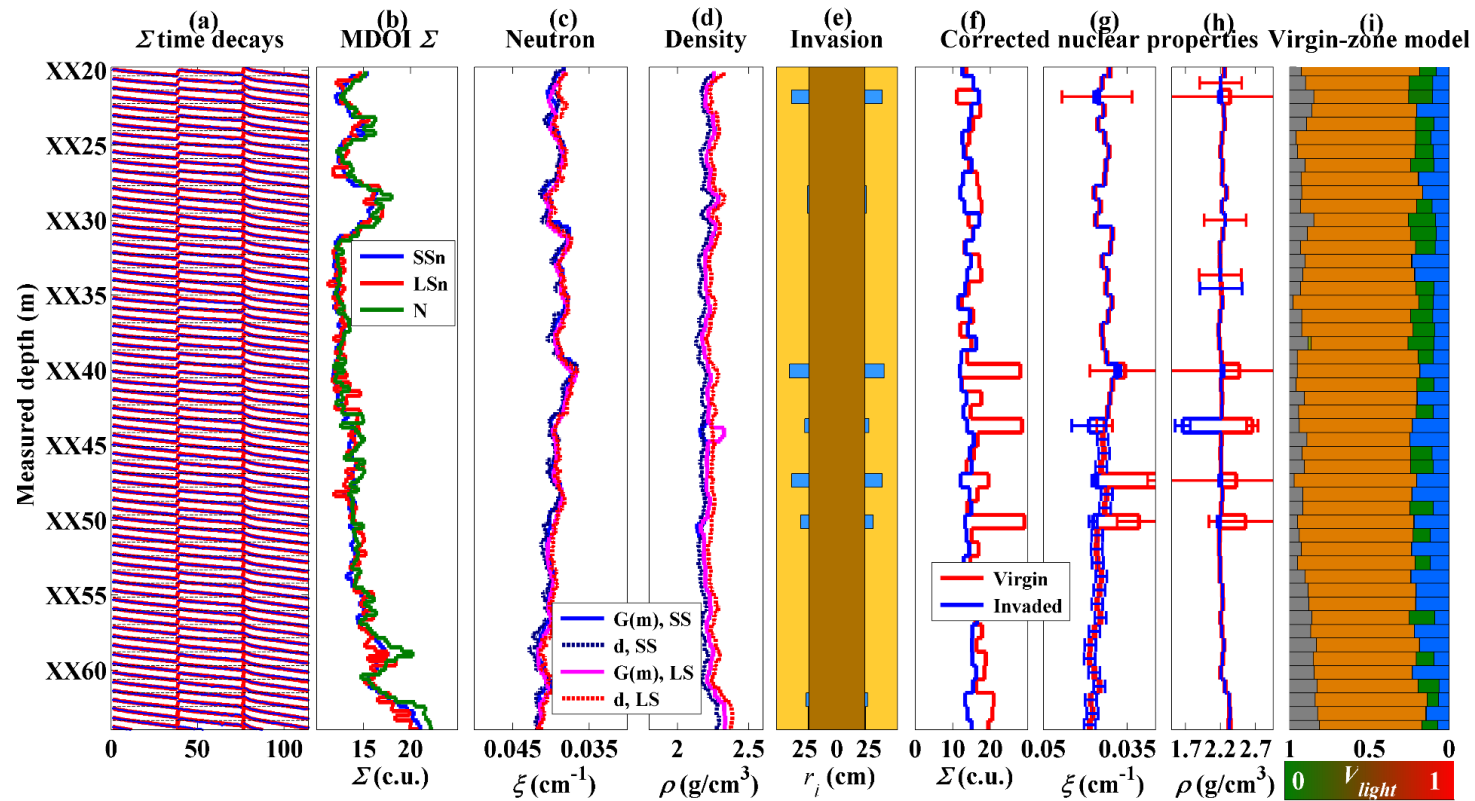 (a) (b) (c) (d) (e) (f) (g) (h) (i)
Σ time decays MDOI Σ Neutron Density Invasion Corrected nuclear properties Virgin-zone model
Measured depth (m)
XX20
XX25
XX30
XX35
XX40
XX45
XX50
XX55
XX60
SSn
LSn
N
G(m), SS
d, SS
G(m), LS
d, LS
Virgin
Invaded
0 50 100 15 20 0.045 0.035 2 2.5 25 0 25 0 10 20 0.05 0.035 1.7 2.2 2.7 1 0.5 0
Σ (c.u.) ξ (cm-1) ρ (g/cm3) ri (cm) Σ (c.u.) ξ (cm-1) ρ (g/cm3)
0 Vlight 1